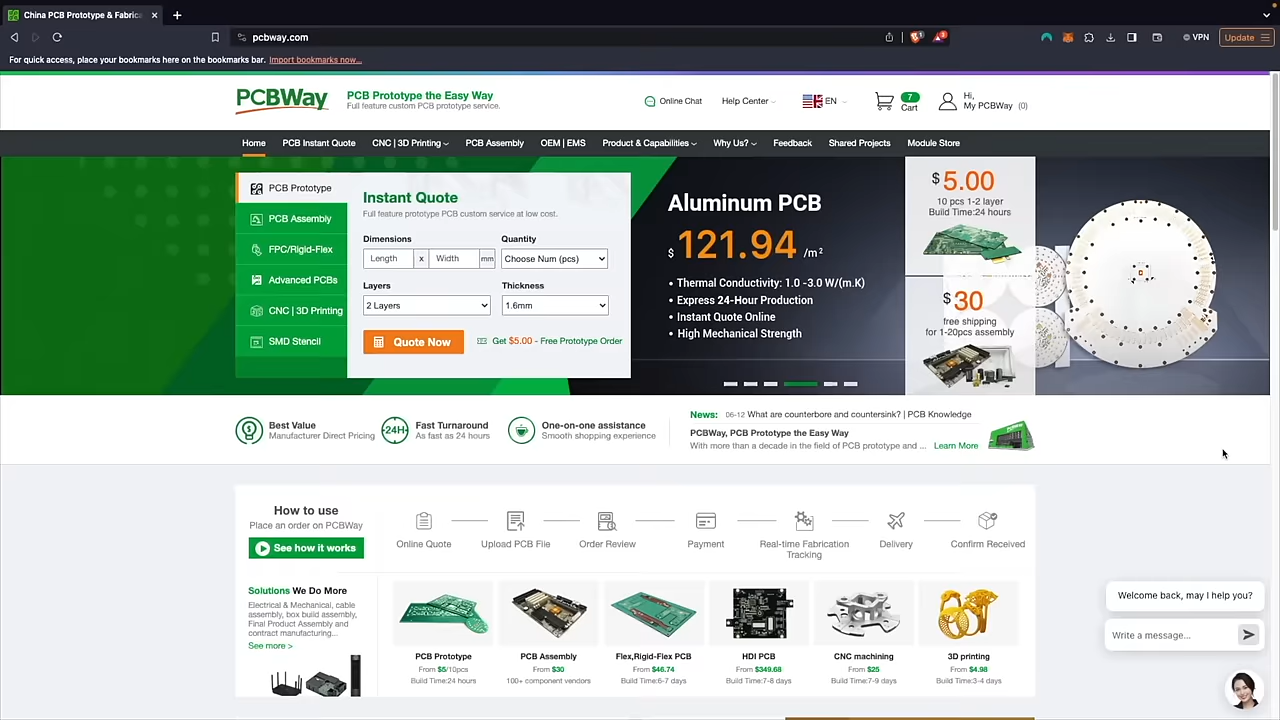 China PCB Prototype & Fabric
pcbway.com
VPN
Update
For quick access, place your bookmarks here on the bookmarks bar. Import bookmarks now...
PCBWay
PCB Prototype the Easy Way
Full feature custom PCB prototype service.
Online Chat
Help Center
EN
7
Cart
Hi,
My PCBWay (0)
Home
PCB Instant Quote
CNC | 3D Printing
PCB Assembly
OEM | EMS
Product & Capabilities
Why Us?
Feedback
Shared Projects
Module Store
PCB Prototype
PCB Assembly
FPC/Rigid-Flex
Advanced PCBs
CNC | 3D Printing
SMD Stencil
Instant Quote
Full feature prototype PCB custom service at low cost.
Dimensions
Quantity
Length x Width mm
Choose Num (pcs)
Layers
Thickness
2 Layers
1.6mm
Quote Now
Get $5.00 - Free Prototype Order
Aluminum PCB
$ 121.94 /m²
• Thermal Conductivity: 1.0 -3.0 W/(m.K)
• Express 24-Hour Production
• Instant Quote Online
• High Mechanical Strength
$ 5.00
10 pcs 1-2 layer
Build Time:24 hours
$ 30
free shipping
for 1-20pcs assembly
Best Value
Manufacturer Direct Pricing
24H
Fast Turnaround
As fast as 24 hours
One-on-one assistance
Smooth shopping experience
News: 06-12 What are counterbore and countersink? | PCB Knowledge
PCBWay, PCB Prototype the Easy Way
With more than a decade in the field of PCB prototype and ... Learn More
How to use
Place an order on PCBWay
See how it works
Online Quote
Upload PCB File
Order Review
Payment
Real-time Fabrication
Tracking
Delivery
Confirm Received
Solutions We Do More
Electrical & Mechanical, cable
assembly, box build assembly,
Final Product Assembly and
contract manufacturing...
See more >
PCB Prototype
From $5/10pcs
Build Time:24 hours
PCB Assembly
From $30
100+ component vendors
Flex,Rigid-Flex PCB
From $46.74
Build Time:6-7 days
HDI PCB
From $349.68
Build Time:7-8 days
CNC machining
From $25
Build Time:7-9 days
3D printing
From $4.98
Build Time:3-4 days
Welcome back, may I help you?
Write a message...